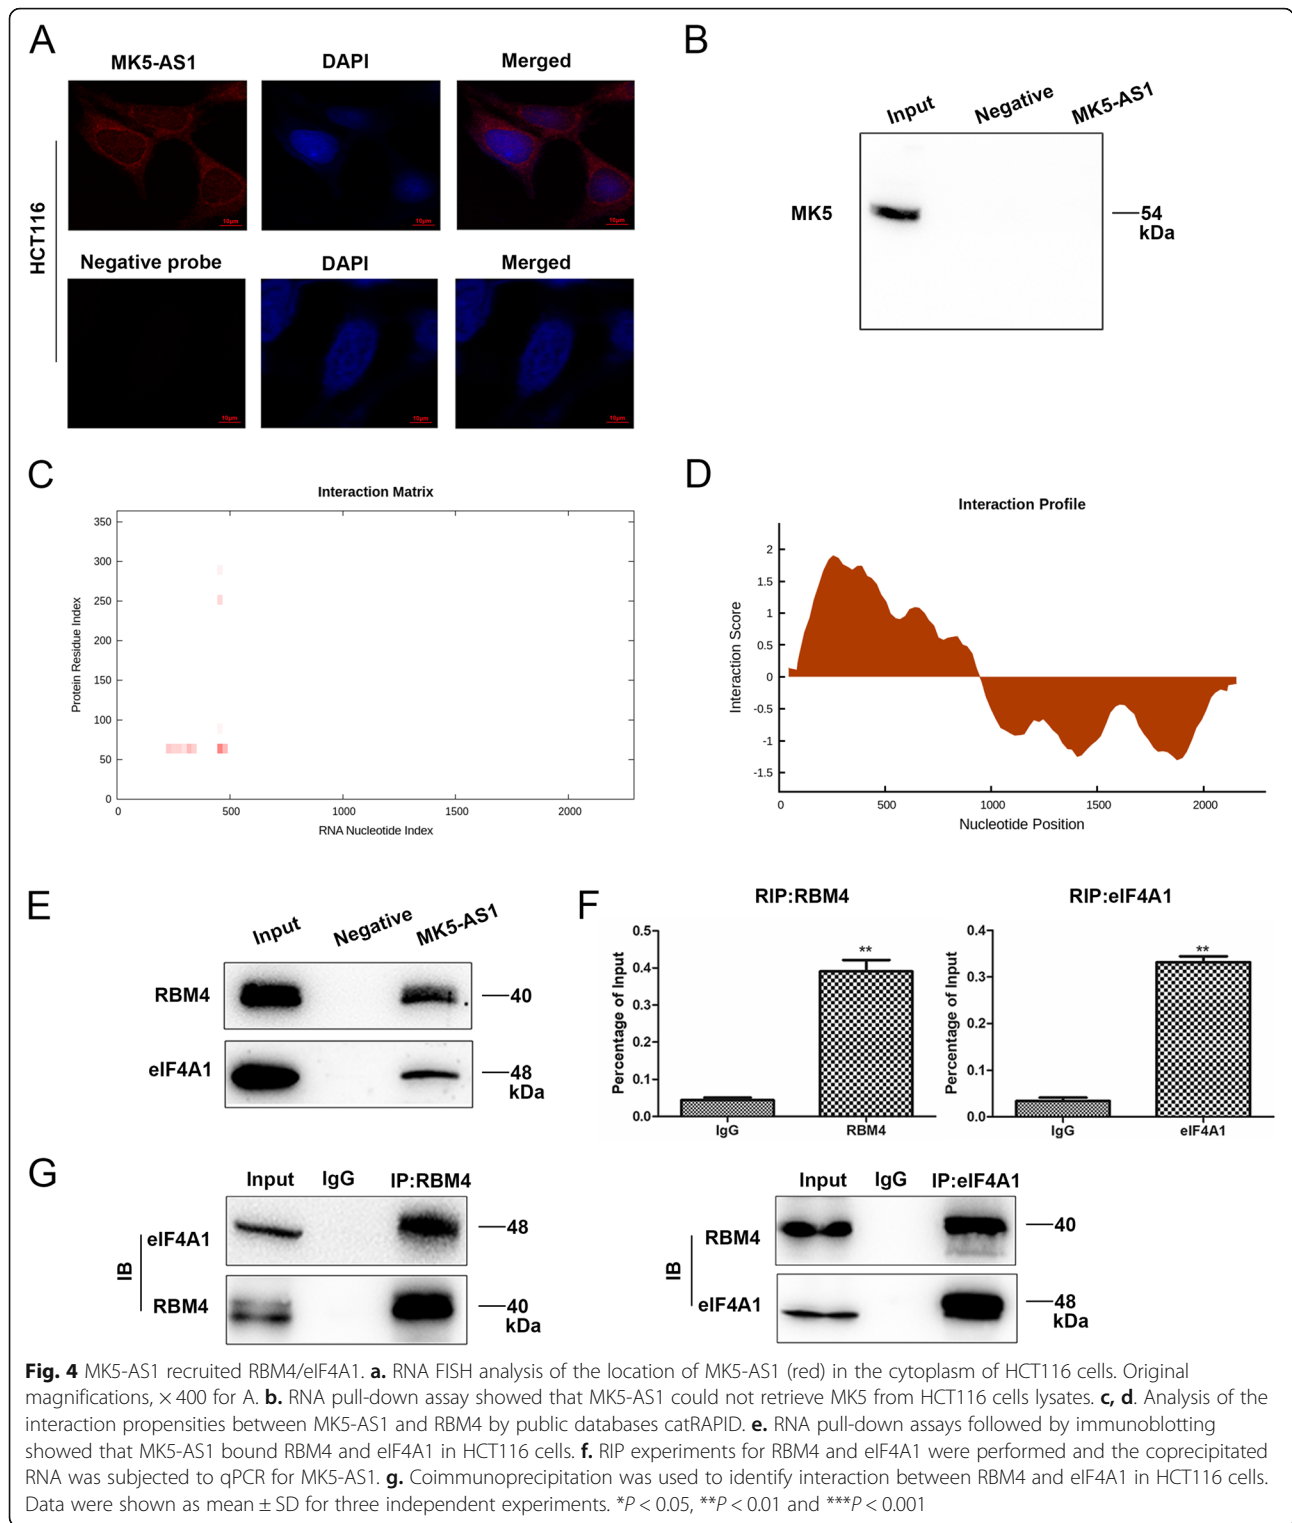 A
MK5-AS1
DAPI
Merged
HCT116
10μm
10μm
10μm
Negative probe
DAPI
Merged
10μm
10μm
10μm
B
Input
Negative
MK5-AS1
MK5
54
kDa
C
Interaction Matrix
Protein Residue Index
350
300
250
200
150
100
50
0
0
500
1000
1500
2000
RNA Nucleotide Index
D
Interaction Profile
Interaction Score
2
1.5
1
0.5
0
-0.5
-1
-1.5
0
500
1000
1500
2000
Nucleotide Position
E
Input
Negative
MK5-AS1
RBM4
40
eIF4A1
48
kDa
F
RIP:RBM4
Percentage of Input
0.5
0.4
0.3
0.2
0.1
0.0
**
IgG
RBM4
RIP:eIF4A1
Percentage of Input
0.4
0.3
0.2
0.1
0.0
**
IgG
eIF4A1
G
Input
IgG
IP:RBM4
IB
eIF4A1
48
RBM4
40
kDa
Input
IgG
IP:eIF4A1
IB
RBM4
40
eIF4A1
48
kDa
Fig. 4 MK5-AS1 recruited RBM4/eIF4A1. a. RNA FISH analysis of the location of MK5-AS1 (red) in the cytoplasm of HCT116 cells. Original
magnifications, × 400 for A. b. RNA pull-down assay showed that MK5-AS1 could not retrieve MK5 from HCT116 cells lysates. c, d. Analysis of the
interaction propensities between MK5-AS1 and RBM4 by public databases catRAPID. e. RNA pull-down assays followed by immunoblotting
showed that MK5-AS1 bound RBM4 and eIF4A1 in HCT116 cells. f. RIP experiments for RBM4 and eIF4A1 were performed and the coprecipitated
RNA was subjected to qPCR for MK5-AS1. g. Coimmunoprecipitation was used to identify interaction between RBM4 and eIF4A1 in HCT116 cells.
Data were shown as mean ± SD for three independent experiments. *P < 0.05, **P < 0.01 and ***P < 0.001